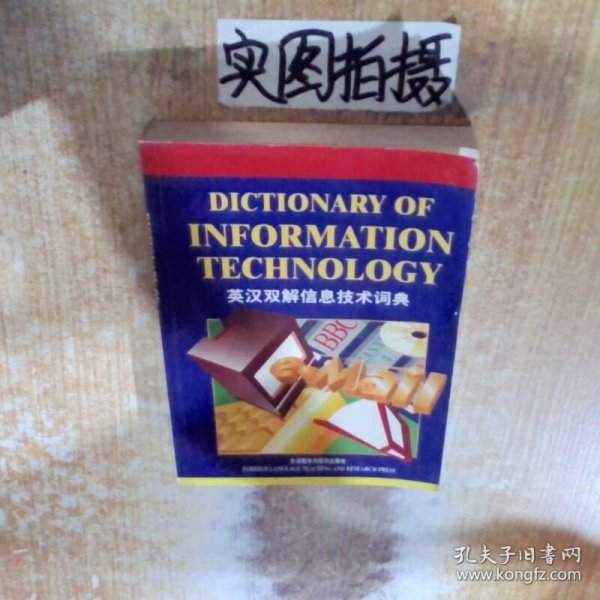 实图拍摄
DICTIONARY OF
INFORMATION
TECHNOLOGY
英汉双解信息技术词典
BBC
e-Mail
外语教学与研究出版社
FOREIGN LANGUAGE TEACHING AND RESEARCH PRESS
孔夫子旧书网
www.kongfz.com